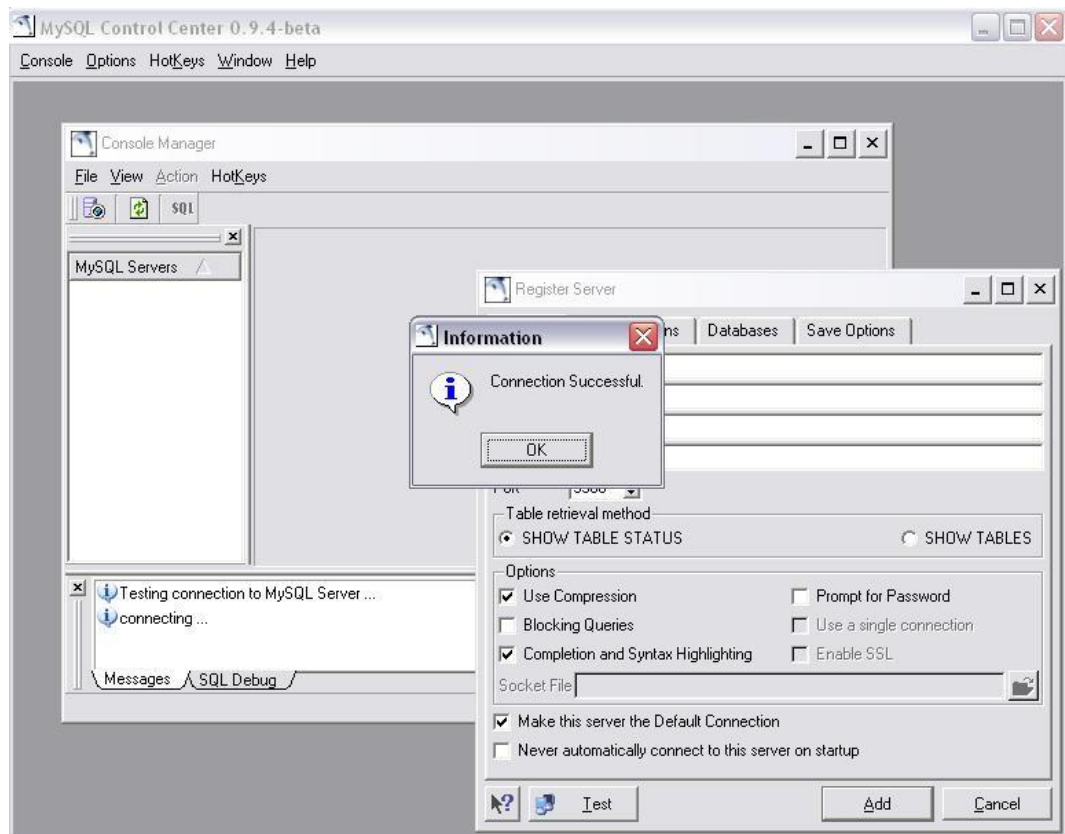 MySQL Control Center 0.9.4-beta
Console Options HotKeys Window Help
Console Manager
File View Action HotKeys
SQL
MySQL Servers
Register Server
Databases Save Options
Information
Connection Successful.
OK
Table retrieval method
SHOW TABLE STATUS SHOW TABLES
Options
Use Compression Prompt for Password
Blocking Queries Use a single connection
Completion and Syntax Highlighting Enable SSL
Socket File
Make this server the Default Connection
Never automatically connect to this server on startup
Test Add Cancel
Testing connection to MySQL Server ...
connecting ...
Messages SQL Debug